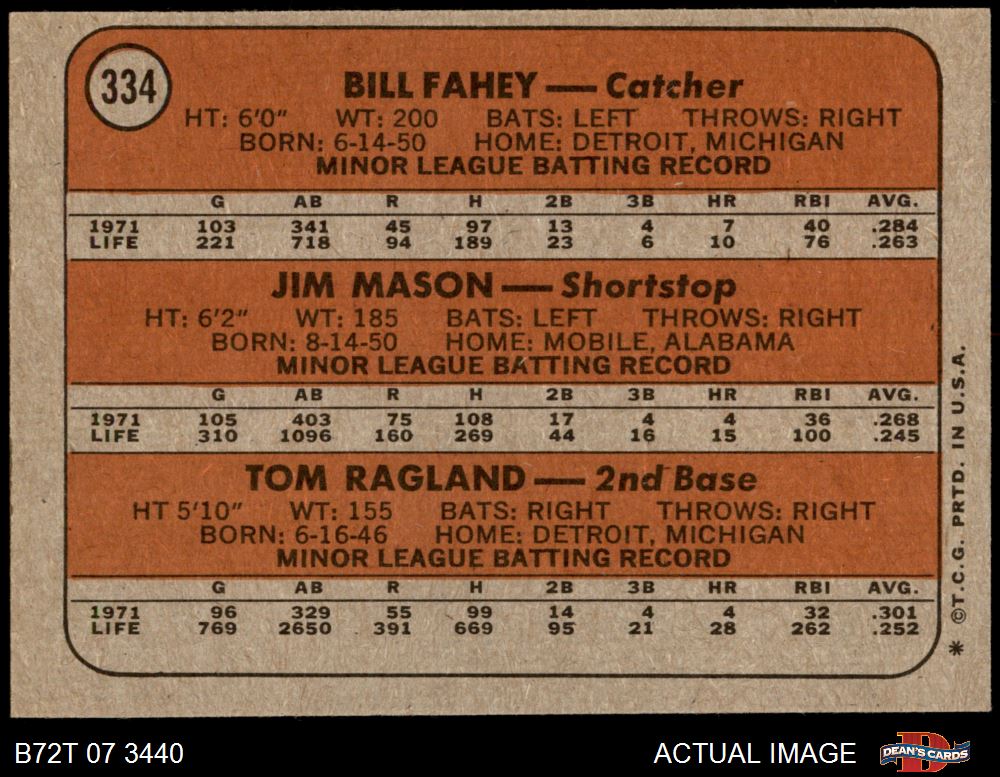 334
BILL FAHEY — Catcher
HT: 6'0" WT: 200 BATS: LEFT THROWS: RIGHT
BORN: 6-14-50 HOME: DETROIT, MICHIGAN
MINOR LEAGUE BATTING RECORD
G AB R H 2B 3B HR RBI AVG.
1971 103 341 45 97 13 4 7 40 .284
LIFE 221 718 94 189 23 6 10 76 .263
JIM MASON — Shortstop
HT: 6'2" WT: 185 BATS: LEFT THROWS: RIGHT
BORN: 8-14-50 HOME: MOBILE, ALABAMA
MINOR LEAGUE BATTING RECORD
G AB R H 2B 3B HR RBI AVG.
1971 105 403 75 108 17 4 4 36 .268
LIFE 310 1096 160 269 44 16 15 100 .245
TOM RAGLAND — 2nd Base
HT 5'10" WT: 155 BATS: RIGHT THROWS: RIGHT
BORN: 6-16-46 HOME: DETROIT, MICHIGAN
MINOR LEAGUE BATTING RECORD
G AB R H 2B 3B HR RBI AVG.
1971 96 329 55 99 14 4 4 32 .301
LIFE 769 2650 391 669 95 21 28 262 .252
* ©T.C.G. PRTD. IN U.S.A.
B72T 07 3440 ACTUAL IMAGE D DEAN'S CARDS